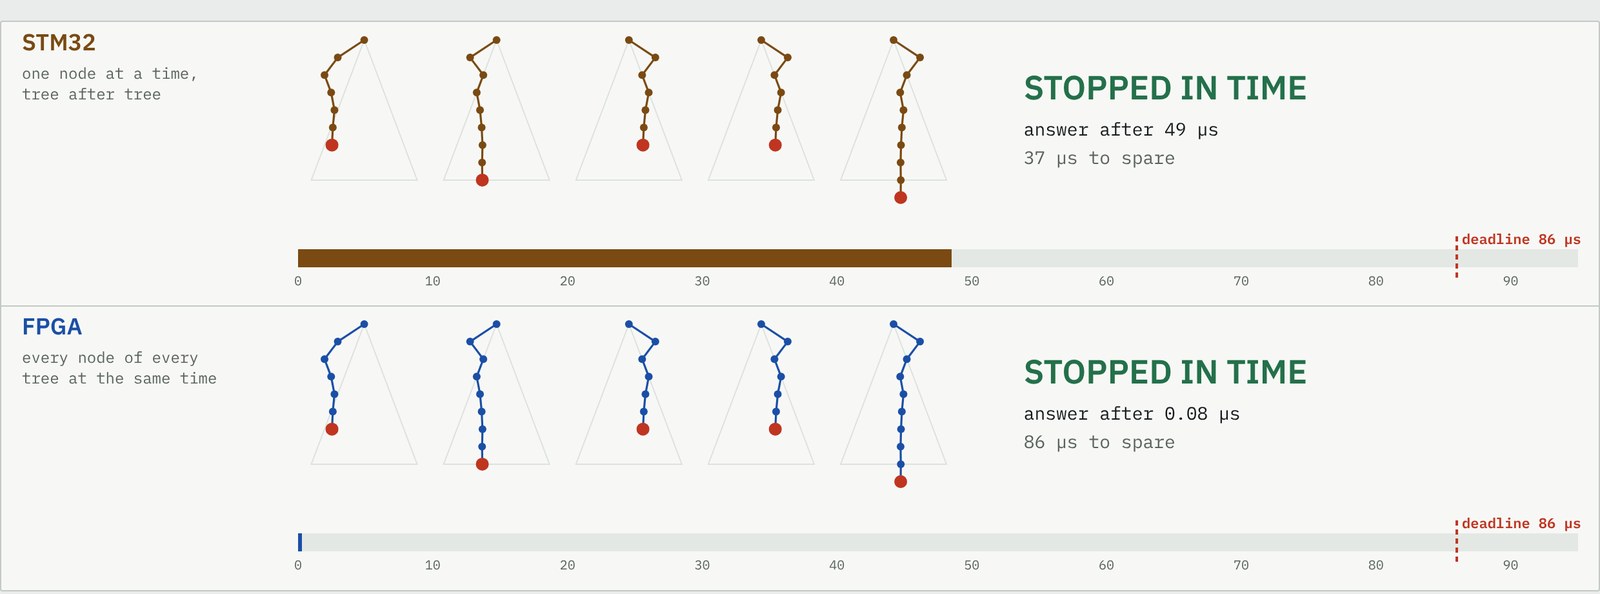 STM32
one node at a time,
tree after tree
STOPPED IN TIME
answer after 49 µs
37 µs to spare
deadline 86 µs
0 10 20 30 40 50 60 70 80 90
FPGA
every node of every
tree at the same time
STOPPED IN TIME
answer after 0.08 µs
86 µs to spare
deadline 86 µs
0 10 20 30 40 50 60 70 80 90